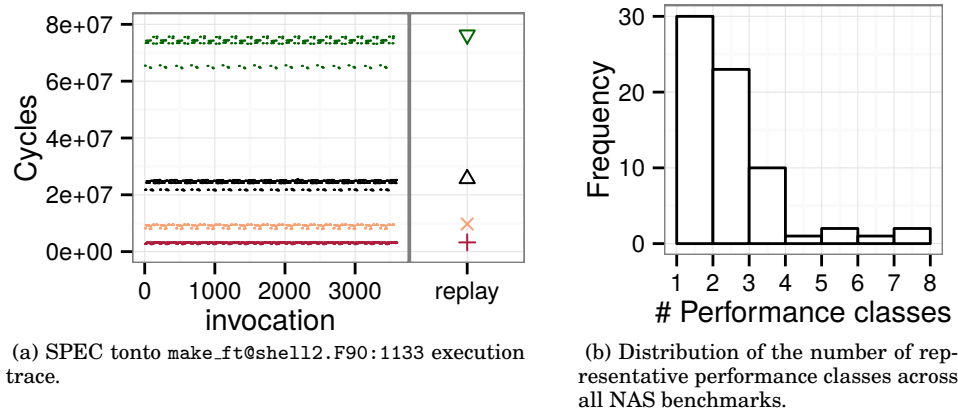 8e+07
6e+07
4e+07
2e+07
0e+00
Cycles
0 1000 2000 3000 replay
invocation
(a) SPEC tonto make_ft@shell2.F90:1133 execution
trace.
30
20
10
0
Frequency
1 2 3 4 5 6 7 8
# Performance classes
(b) Distribution of the number of rep-
resentative performance classes across
all NAS benchmarks.